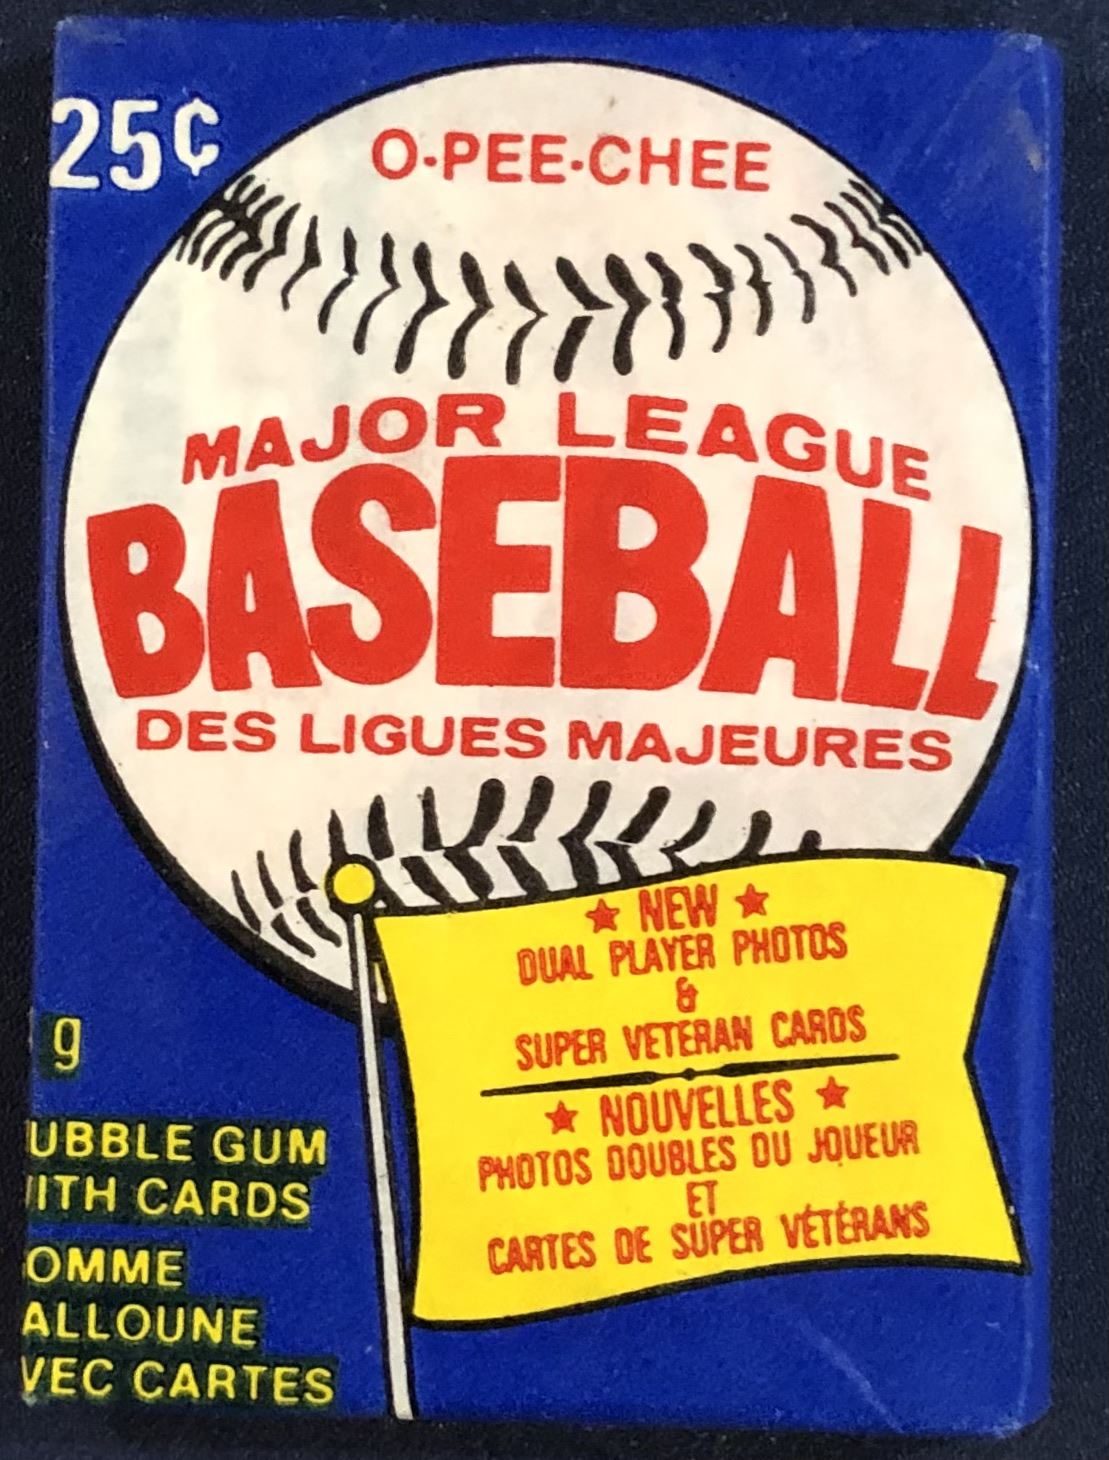 25¢
O-PEE-CHEE
MAJOR LEAGUE
BASEBALL
DES LIGUES MAJEURES
★ NEW ★
DUAL PLAYER PHOTOS
&
SUPER VETERAN CARDS
★ NOUVELLES ★
PHOTOS DOUBLES DU JOUEUR
ET
CARTES DE SUPER VÉTÉRANS
g
UBBLE GUM
ITH CARDS
OMME
ALLOUNE
VEC CARTES